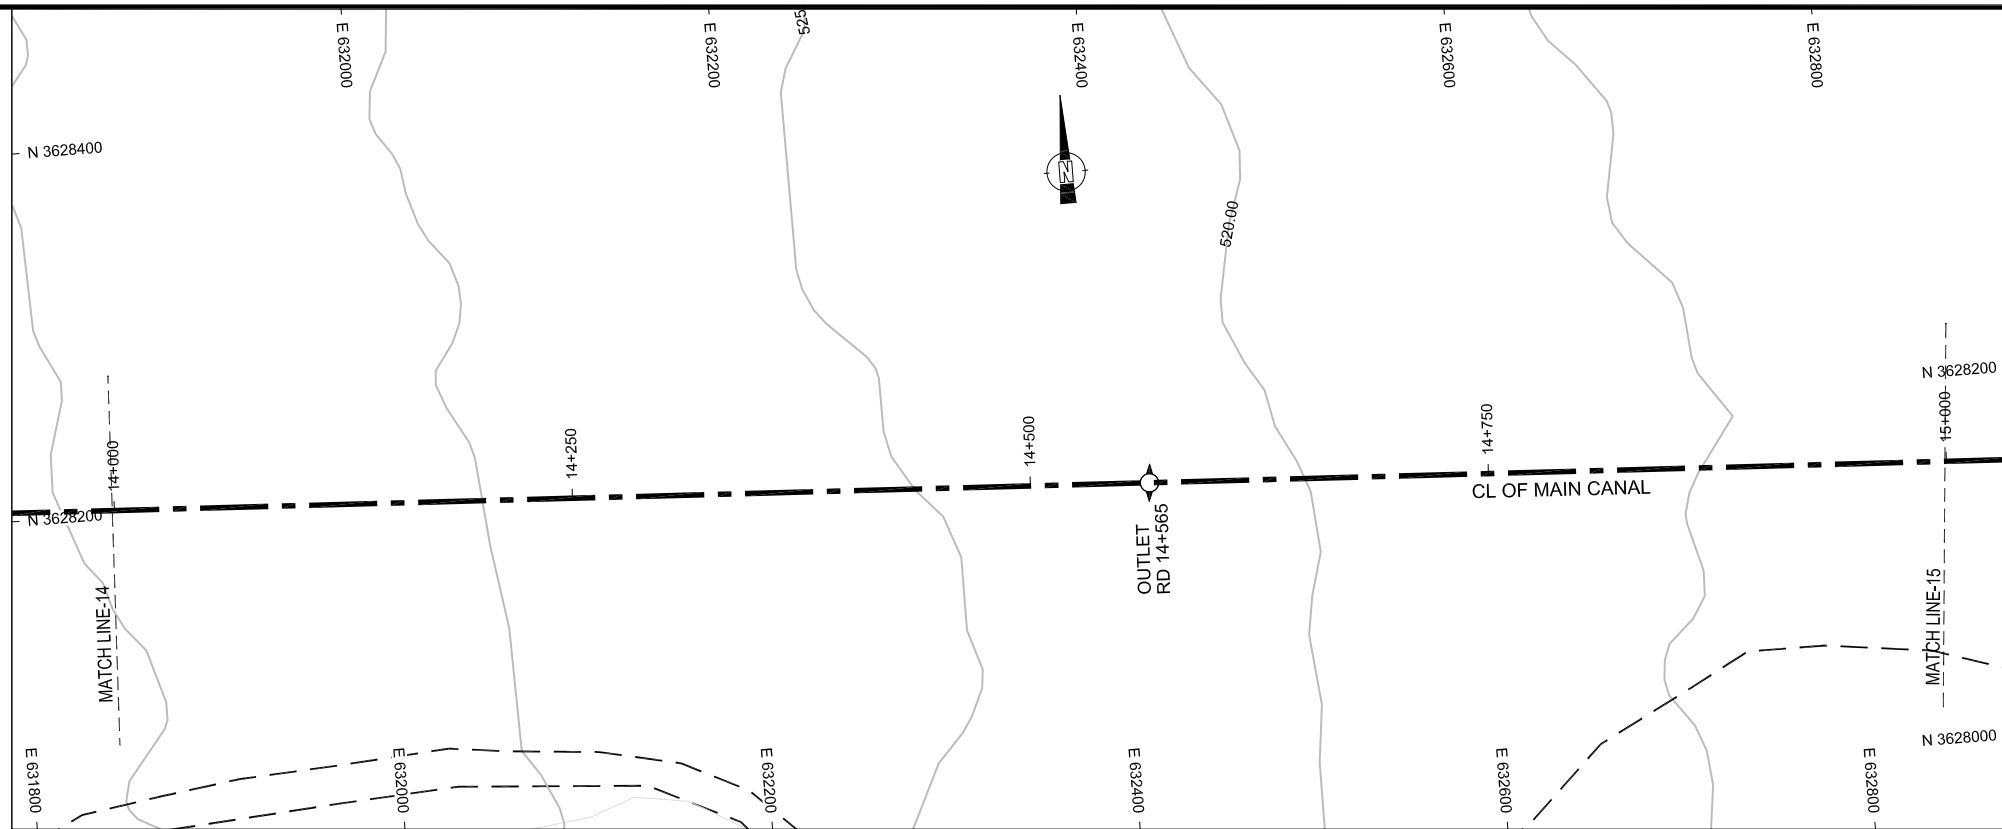 E 632000
E 632200
525
E 632400
E 632600
E 632800
N 3628400
N
520.00
N 3628200
14+000
14+250
14+500
14+750
15+000
N 3628200
CL OF MAIN CANAL
OUTLET
RD 14+565
MATCH LINE-14
MATCH LINE-15
N 3628000
E 631800
E 632000
E 632200
E 632400
E 632600
E 632800